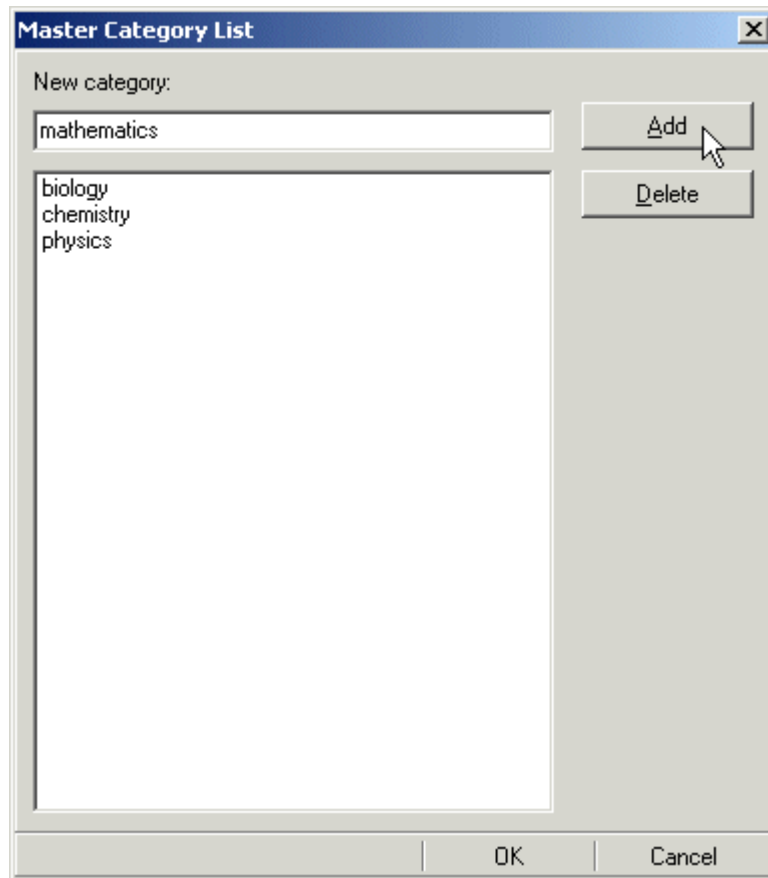 Master Category List
New category:
mathematics
Add
biology
chemistry
physics
Delete
OK
Cancel